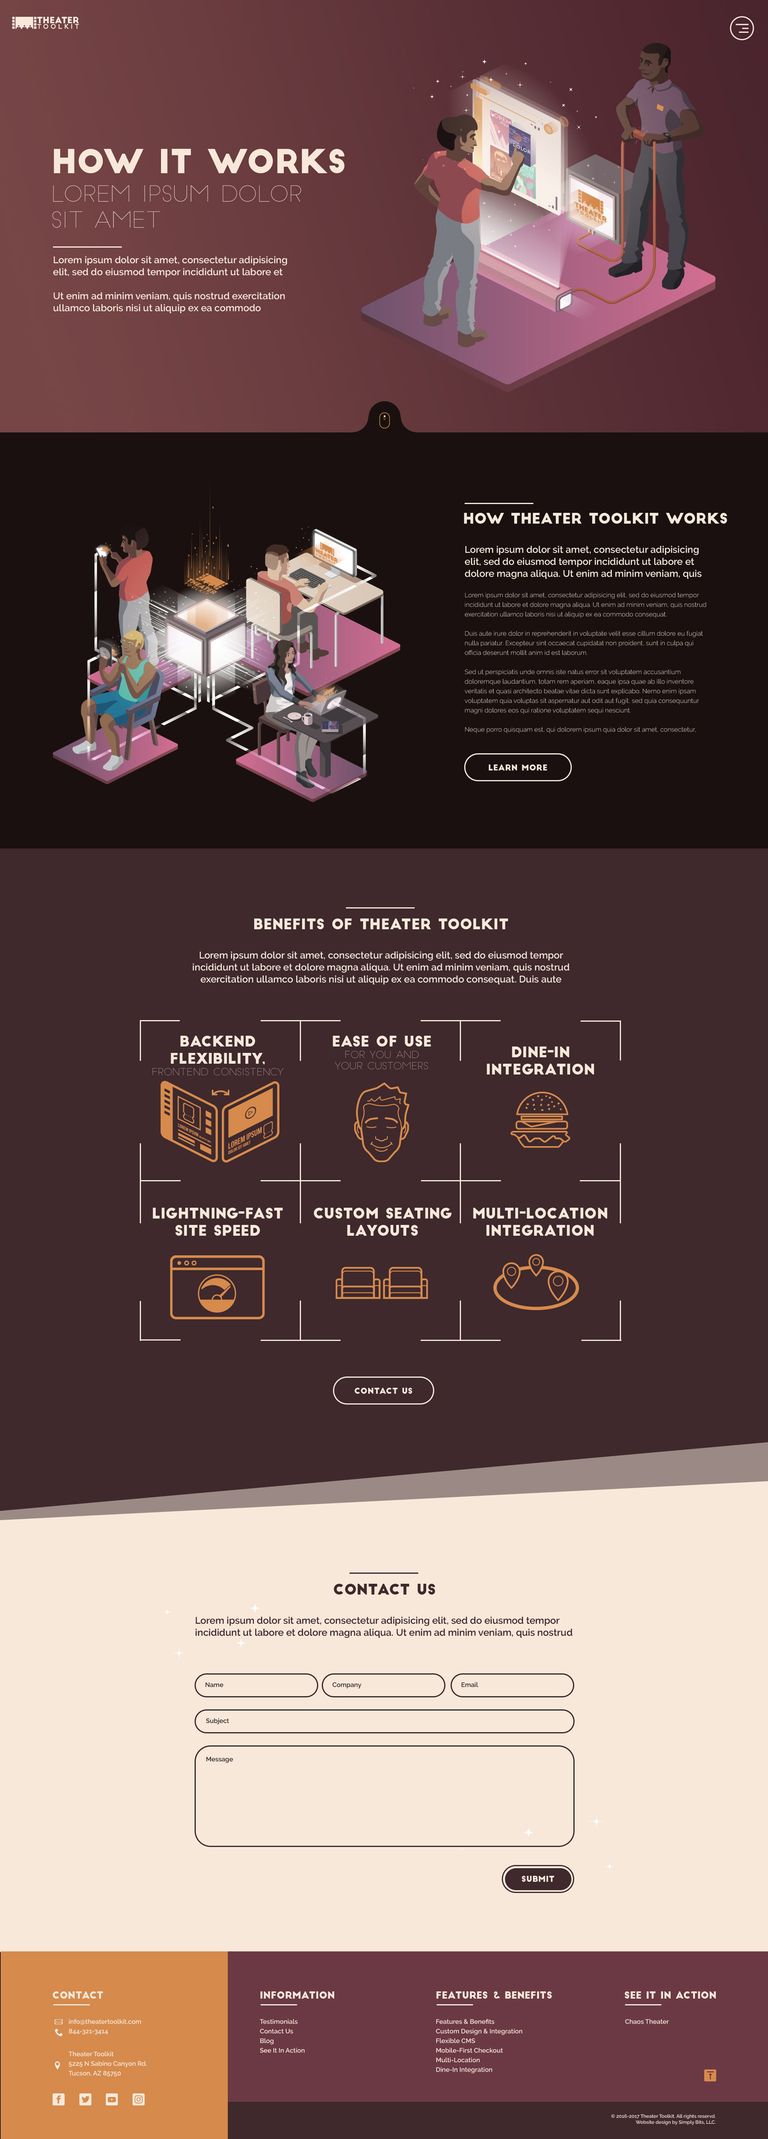 THEATER
TOOLKIT
HOW IT WORKS
LOREM IPSUM DOLOR
SIT AMET
Lorem ipsum dolor sit amet, consectetur adipisicing
elit, sed do eiusmod tempor incididunt ut labore et
Ut enim ad minim veniam, quis nostrud exercitation
ullamco laboris nisi ut aliquip ex ea commodo
HOW THEATER TOOLKIT WORKS
Lorem ipsum dolor sit amet, consectetur adipisicing
elit, sed do eiusmod tempor incididunt ut labore et
dolore magna aliqua. Ut enim ad minim veniam, quis
Lorem ipsum dolor sit amet, consectetur adipisicing elit, sed do eiusmod tempor
incididunt ut labore et dolore magna aliqua. Ut enim ad minim veniam, quis nostrud
exercitation ullamco laboris nisi ut aliquip ex ea commodo consequat.
Duis aute irure dolor in reprehenderit in voluptate velit esse cillum dolore eu fugiat
nulla pariatur. Excepteur sint occaecat cupidatat non proident, sunt in culpa qui
officia deserunt mollit anim id est laborum.
Sed ut perspiciatis unde omnis iste natus error sit voluptatem accusantium
doloremque laudantium, totam rem aperiam, eaque ipsa quae ab illo inventore
veritatis et quasi architecto beatae vitae dicta sunt explicabo. Nemo enim ipsam
voluptatem quia voluptas sit aspernatur aut odit aut fugit, sed quia consequuntur
magni dolores eos qui ratione voluptatem sequi nesciunt.
Neque porro quisquam est, qui dolorem ipsum quia dolor sit amet, consectetur,
LEARN MORE
BENEFITS OF THEATER TOOLKIT
Lorem ipsum dolor sit amet, consectetur adipisicing elit, sed do eiusmod tempor
incididunt ut labore et dolore magna aliqua. Ut enim ad minim veniam, quis nostrud
exercitation ullamco laboris nisi ut aliquip ex ea commodo consequat. Duis aute
BACKEND
FLEXIBILITY,
FRONTEND CONSISTENCY
LOREM IPSUM
EASE OF USE
FOR YOU AND
YOUR CUSTOMERS
DINE-IN
INTEGRATION
LIGHTNING-FAST
SITE SPEED
CUSTOM SEATING
LAYOUTS
MULTI-LOCATION
INTEGRATION
CONTACT US
CONTACT US
Lorem ipsum dolor sit amet, consectetur adipisicing elit, sed do eiusmod tempor
incididunt ut labore et dolore magna aliqua. Ut enim ad minim veniam, quis nostrud
Name
Company
Email
Subject
Message
SUBMIT
CONTACT
info@theatertoolkit.com
844-321-3414
Theater Toolkit
5225 N Sabino Canyon Rd.
Tucson, AZ 85750
INFORMATION
Testimonials
Contact Us
Blog
See It In Action
FEATURES & BENEFITS
Features & Benefits
Custom Design & Integration
Flexible CMS
Mobile-First Checkout
Multi-Location
Dine-In Integration
SEE IT IN ACTION
Chaos Theater
© 2016-2017 Theater Toolkit. All rights reserved.
Website design by Simply Bits, LLC.